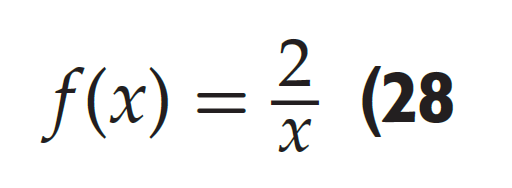 f(x) = 2/x (28